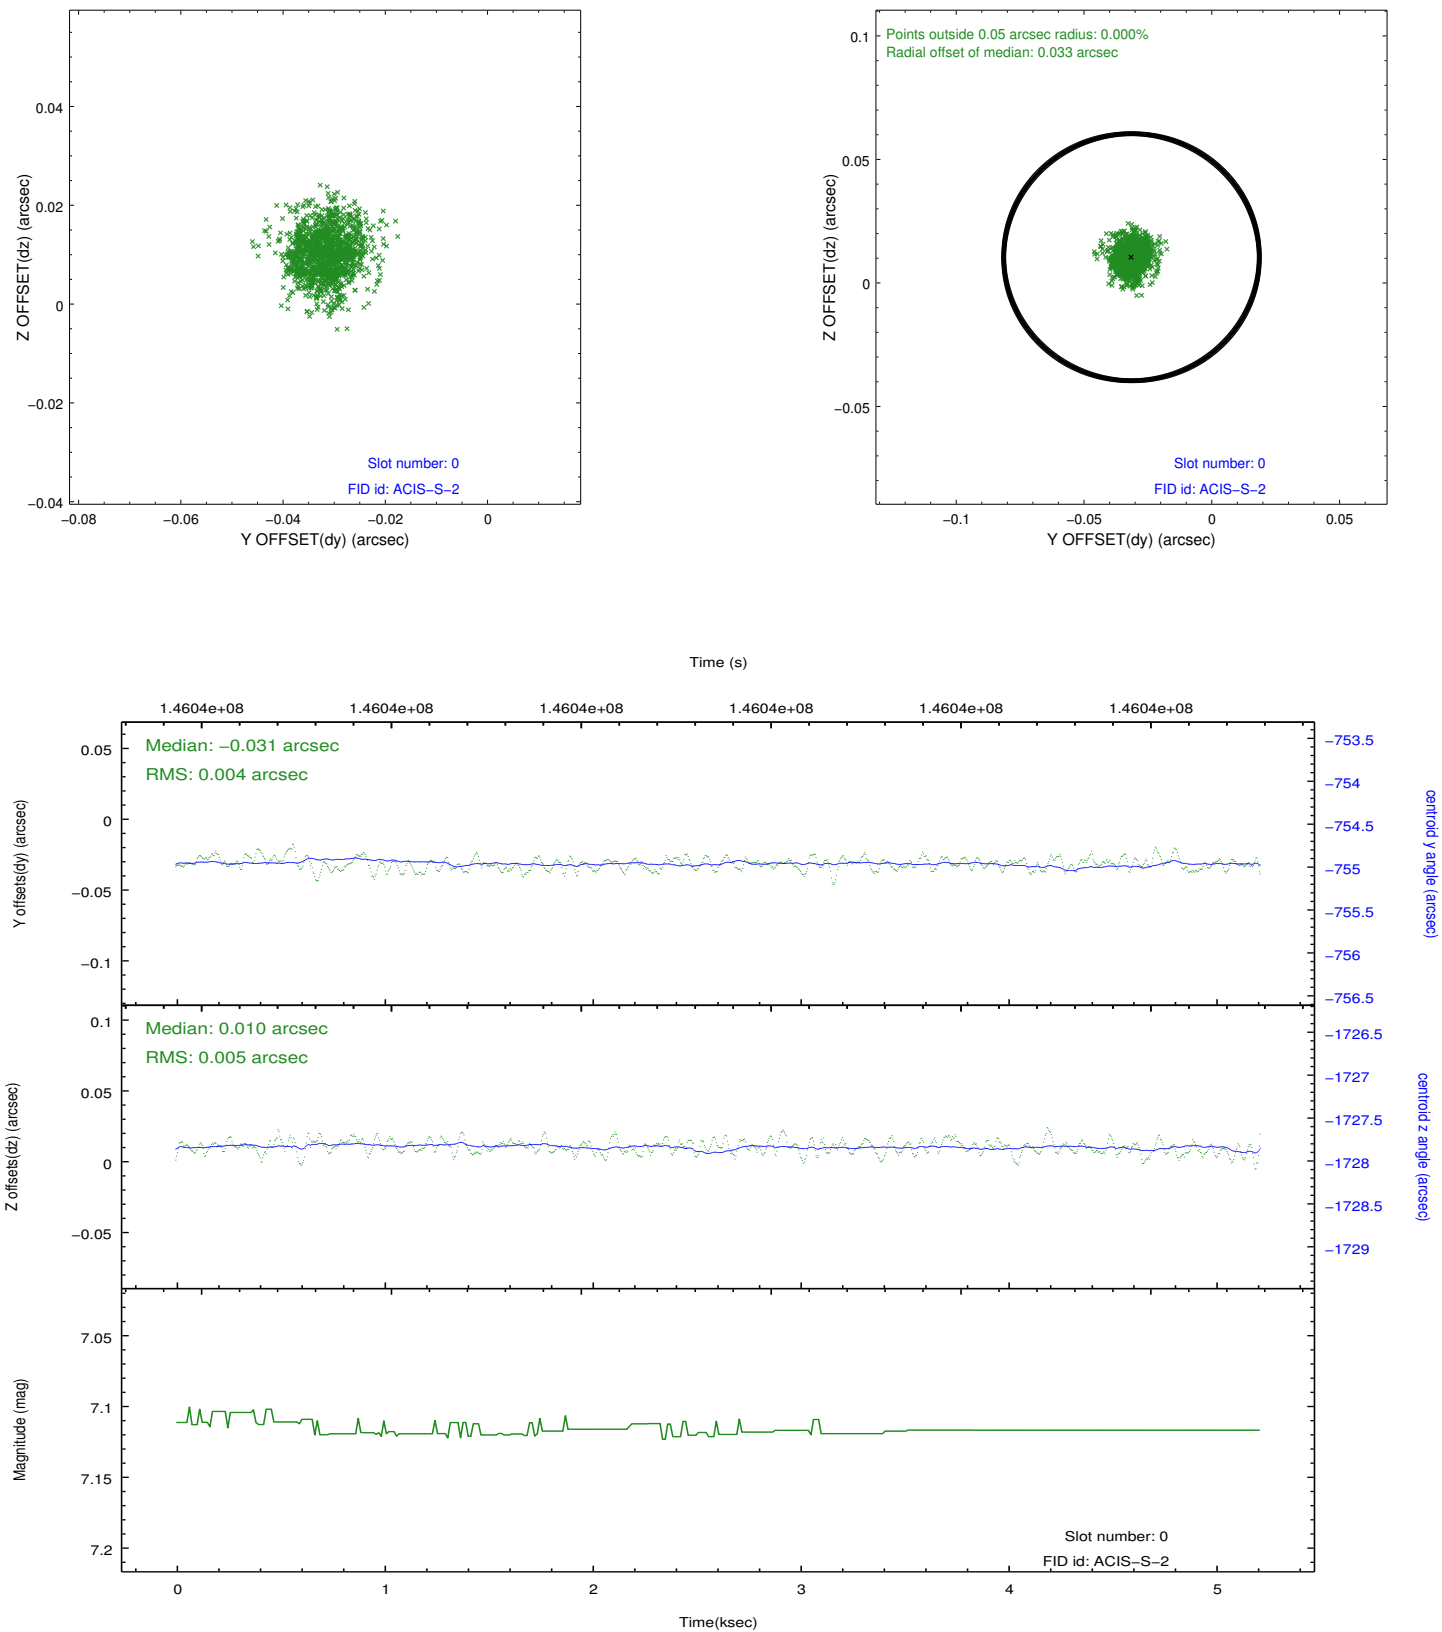 0.04
0.02
0
−0.02
−0.04
Z OFFSET(dz) (arcsec)
Slot number: 0
FID id: ACIS−S−2
−0.08 −0.06 −0.04 −0.02 0
Y OFFSET(dy) (arcsec)
Points outside 0.05 arcsec radius: 0.000%
Radial offset of median: 0.033 arcsec
0.1
0.05
0
−0.05
Z OFFSET(dz) (arcsec)
Slot number: 0
FID id: ACIS−S−2
−0.1 −0.05 0 0.05
Y OFFSET(dy) (arcsec)
Time (s)
1.4604e+08 1.4604e+08 1.4604e+08 1.4604e+08 1.4604e+08 1.4604e+08
Median: −0.031 arcsec
RMS: 0.004 arcsec
0.05
0
−0.05
−0.1
Y offsets(dy) (arcsec)
−753.5
−754
−754.5
−755
−755.5
−756
−756.5
centroid y angle (arcsec)
Median: 0.010 arcsec
RMS: 0.005 arcsec
0.1
0.05
0
−0.05
Z offsets(dz) (arcsec)
−1726.5
−1727
−1727.5
−1728
−1728.5
−1729
centroid z angle (arcsec)
7.05
7.1
7.15
7.2
Magnitude (mag)
Slot number: 0
FID id: ACIS−S−2
0 1 2 3 4 5
Time(ksec)